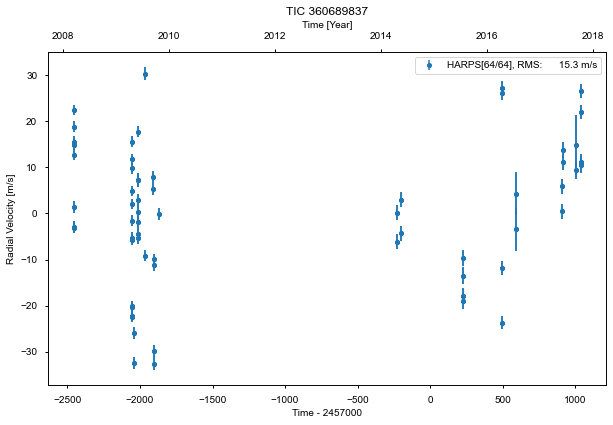 TIC 360689837
Time [Year]
2008 2010 2012 2014 2016 2018
HARPS[64/64], RMS: 15.3 m/s
Radial Velocity [m/s]
30
20
10
0
−10
−20
−30
−2500 −2000 −1500 −1000 −500 0 500 1000
Time - 2457000